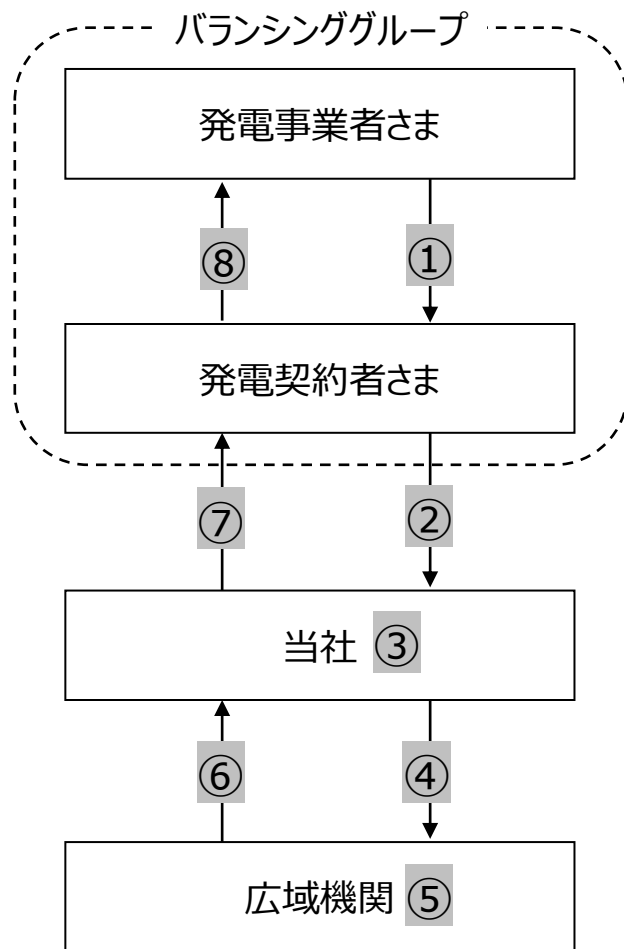 バランシンググループ
発電事業者さま
⑧ ①
発電契約者さま
⑦ ②
当社 ③
⑥ ④
広域機関 ⑤